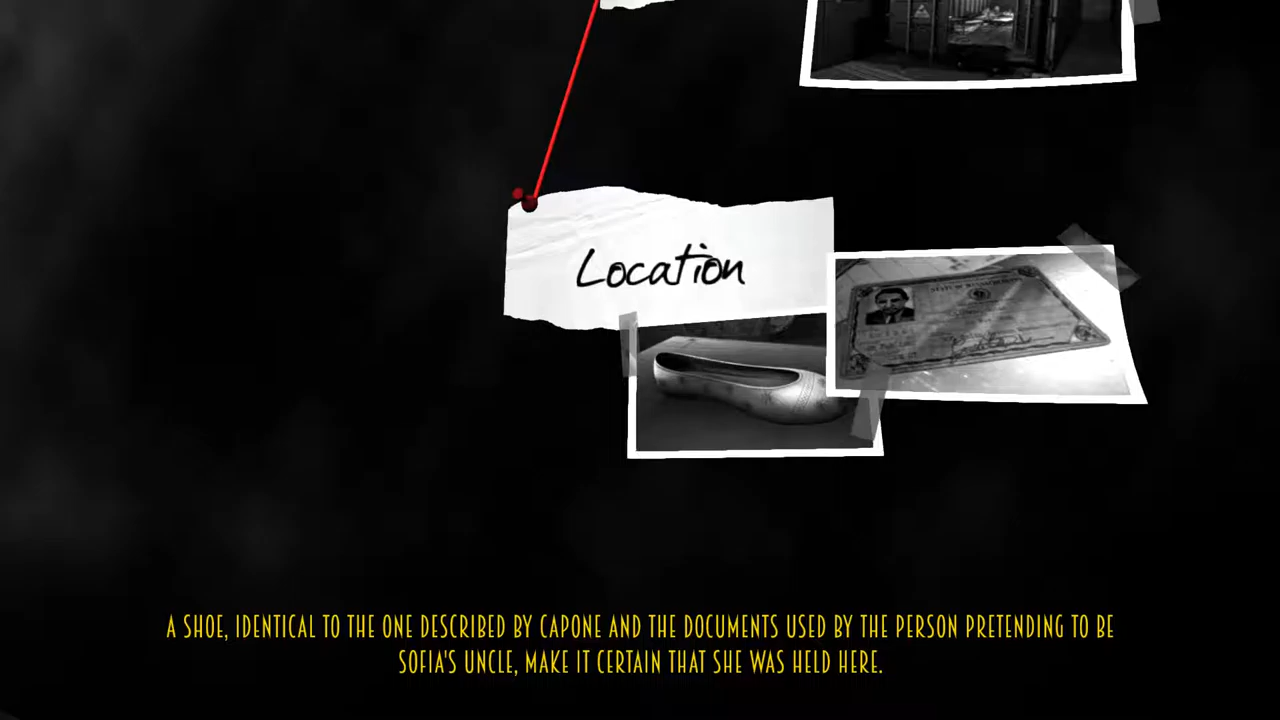 Location
A SHOE, IDENTICAL TO THE ONE DESCRIBED BY CAPONE AND THE DOCUMENTS USED BY THE PERSON PRETENDING TO BE
SOFIA'S UNCLE, MAKE IT CERTAIN THAT SHE WAS HELD HERE.